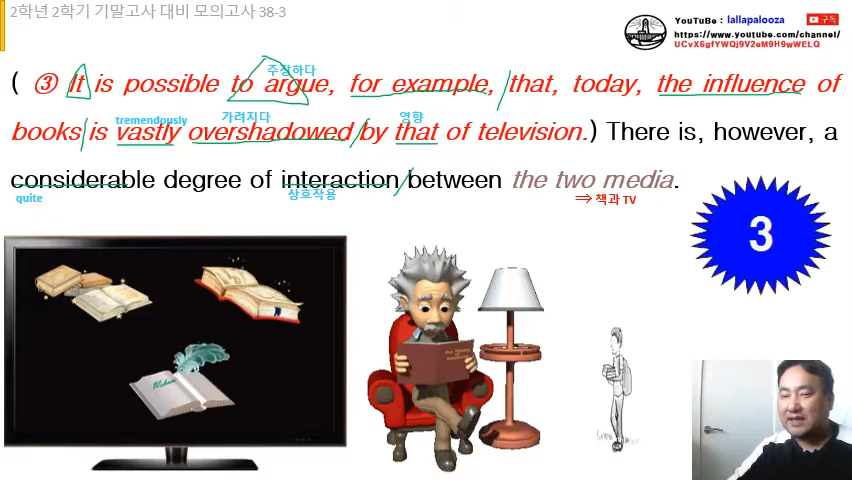 2학년 2학기 기말고사 대비 모의고사 38-3
YouTuBe : lallapalooza 구독
https://www.youtube.com/channel/
UCvX6gfYWQj9V2eM9H9wWELQ
주장하다
( ③ It is possible to argue, for example, that, today, the influence of
tremendously 가려지다 영향
books is vastly overshadowed by that of television.) There is, however, a
considerable degree of interaction between the two media.
quite 상호작용 ⇒ 책과 TV
3